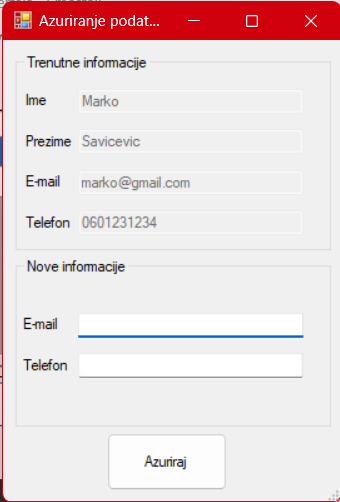 Azuriranje podat...
Trenutne informacije
Ime Marko
Prezime Savicevic
E-mail marko@gmail.com
Telefon 0601231234
Nove informacije
E-mail
Telefon
Azuriraj